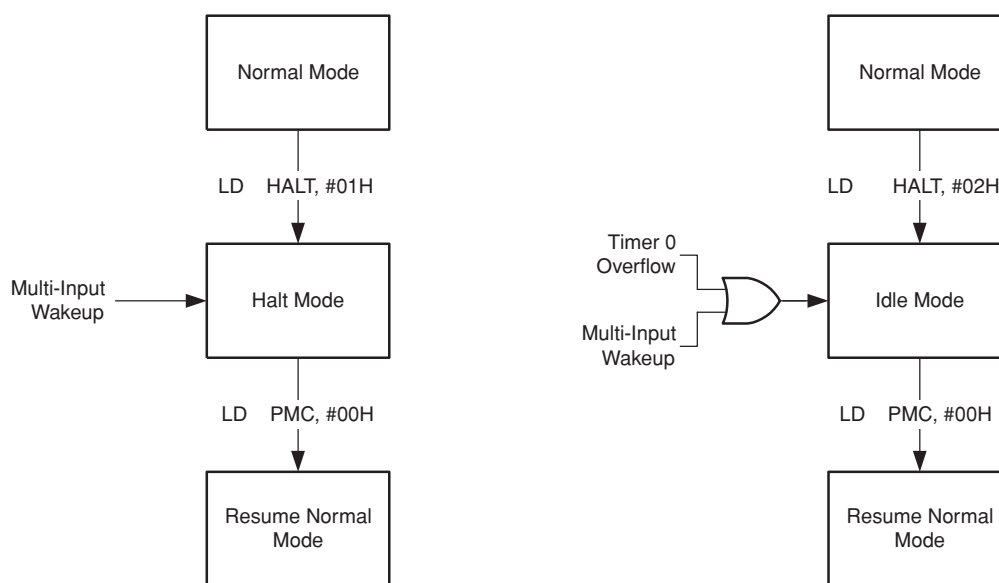 Normal Mode
LD HALT, #01H
Multi-Input
Wakeup
Halt Mode
LD PMC, #00H
Resume Normal
Mode
Normal Mode
LD HALT, #02H
Timer 0
Overflow
Multi-Input
Wakeup
Idle Mode
LD PMC, #00H
Resume Normal
Mode